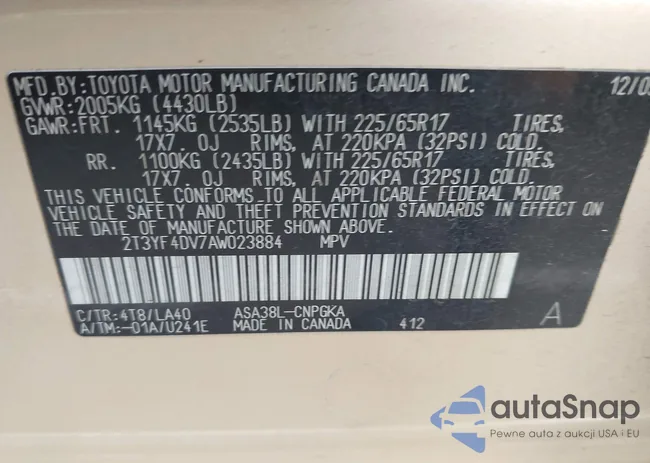 MFD.BY:TOYOTA MOTOR MANUFACTURING CANADA INC. 12/0
GVWR:2005KG (4430LB)
GAWR:FRT. 1145KG (2535LB) WITH 225/65R17 TIRES,
17X7.0J RIMS, AT 220KPA (32PSI) COLD.
RR. 1100KG (2435LB) WITH 225/65R17 TIRES,
17X7.0J RIMS, AT 220KPA (32PSI) COLD.
THIS VEHICLE CONFORMS TO ALL APPLICABLE FEDERAL MOTOR
VEHICLE SAFETY AND THEFT PREVENTION STANDARDS IN EFFECT ON
THE DATE OF MANUFACTURE SHOWN ABOVE.
2T3YF4DV7AW023884 MPV
C/TR:4T8/LA40 ASA38L-CNPGKA
A/TM:-01A/U241E MADE IN CANADA 412 A
autoSnap
Pewne auta z aukcji USA i EU